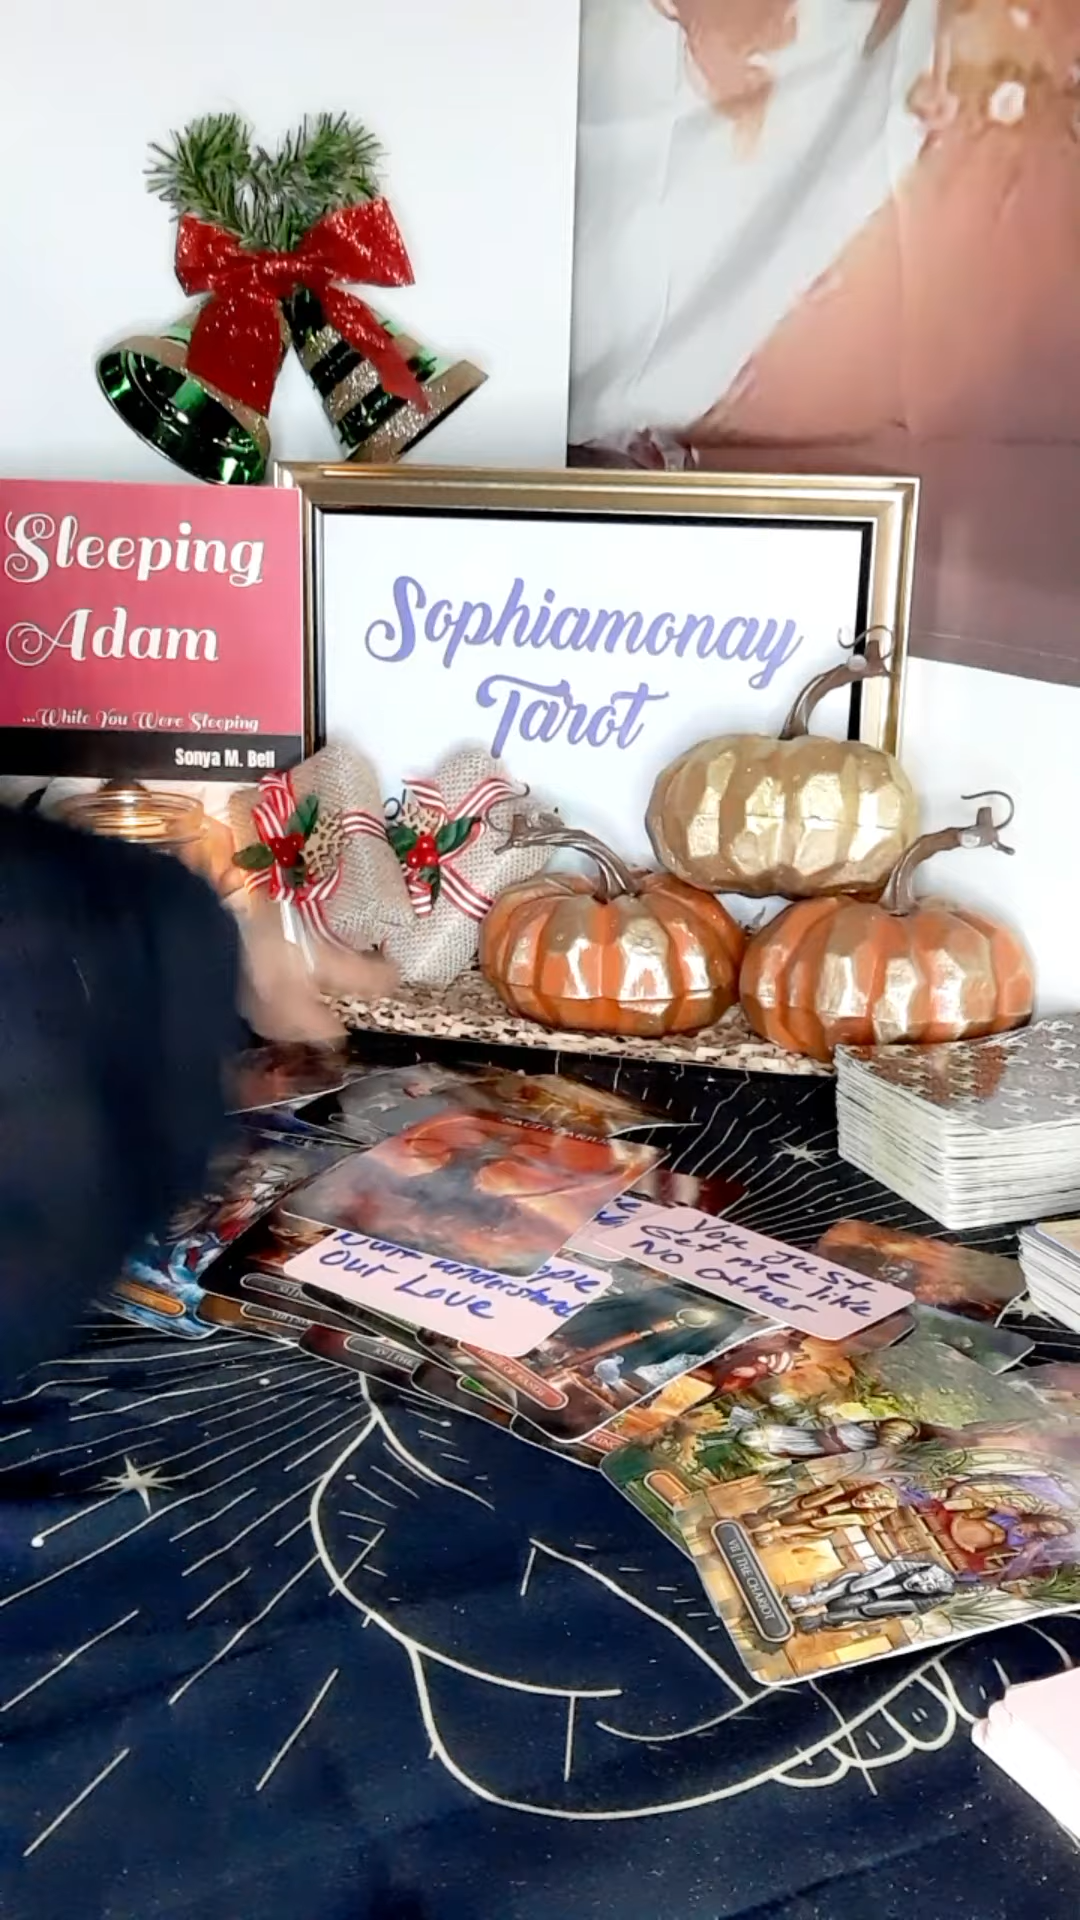 Sleeping
Adam
...While You Were Sleeping
Sonya M. Bell
Sophiamonay
Tarot
You Just
Get me like
No other
understand
Our Love
VII | THE CHARIOT